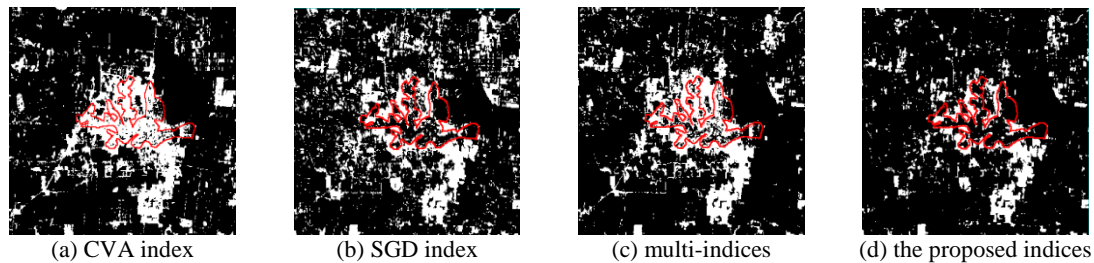 (a) CVA index
(b) SGD index
(c) multi-indices
(d) the proposed indices